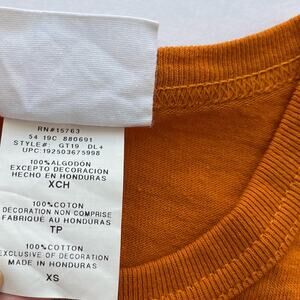 RN#15763
54 19C 880691
STYLE#: GT19 DL+
UPC:192503675998
100%ALGODON
EXCEPTO DECORACION
HECHO EN HONDURAS
XCH
100%COTON
DECORATION NON COMPRISE
FABRIQUÉ AU HONDURAS
TP
100%COTTON
EXCLUSIVE OF DECORATION
MADE IN HONDURAS
XS